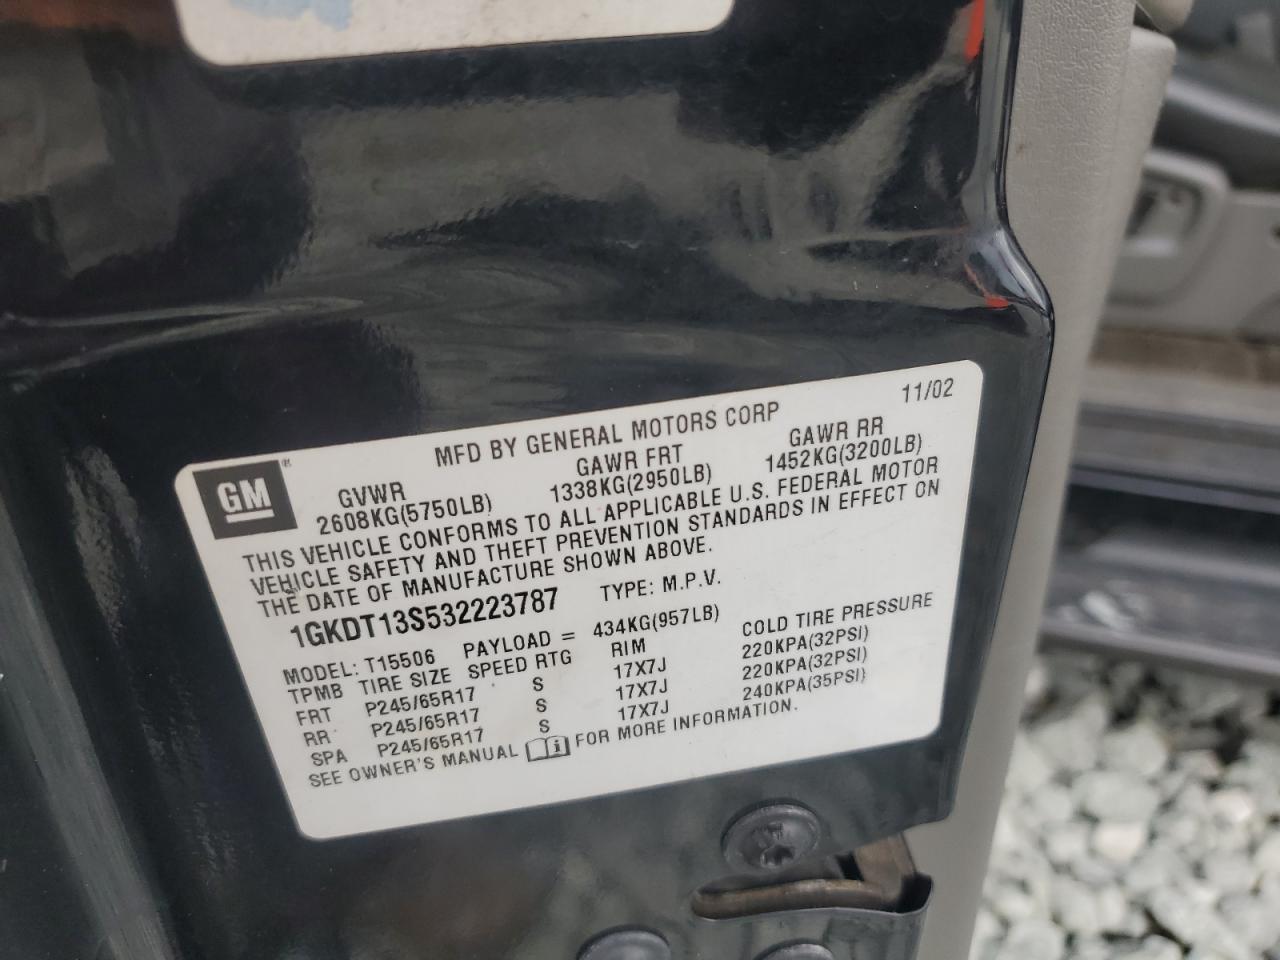 11/02
MFD BY GENERAL MOTORS CORP
GM ®
GVWR GAWR FRT GAWR RR
2608KG(5750LB) 1338KG(2950LB) 1452KG(3200LB)
THIS VEHICLE CONFORMS TO ALL APPLICABLE U.S. FEDERAL MOTOR
VEHICLE SAFETY AND THEFT PREVENTION STANDARDS IN EFFECT ON
THE DATE OF MANUFACTURE SHOWN ABOVE.
1GKDT13S532223787 TYPE: M.P.V.
MODEL: T15506 PAYLOAD = 434KG(957LB)
TPMB TIRE SIZE SPEED RTG RIM COLD TIRE PRESSURE
FRT P245/65R17 S 17X7J 220KPA(32PSI)
RR P245/65R17 S 17X7J 220KPA(32PSI)
SPA P245/65R17 S 17X7J 240KPA(35PSI)
SEE OWNER'S MANUAL i FOR MORE INFORMATION.